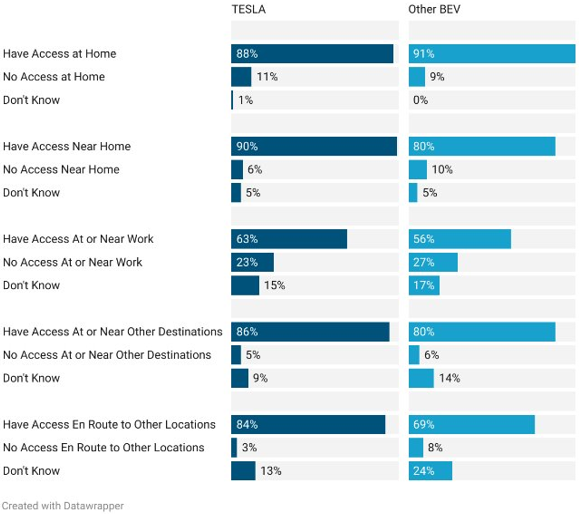 TESLA Other BEV
Have Access at Home 88% 91%
No Access at Home 11% 9%
Don't Know 1% 0%
Have Access Near Home 90% 80%
No Access Near Home 6% 10%
Don't Know 5% 5%
Have Access At or Near Work 63% 56%
No Access At or Near Work 23% 27%
Don't Know 15% 17%
Have Access At or Near Other Destinations 86% 80%
No Access At or Near Other Destinations 5% 6%
Don't Know 9% 14%
Have Access En Route to Other Locations 84% 69%
No Access En Route to Other Locations 3% 8%
Don't Know 13% 24%
Created with Datawrapper